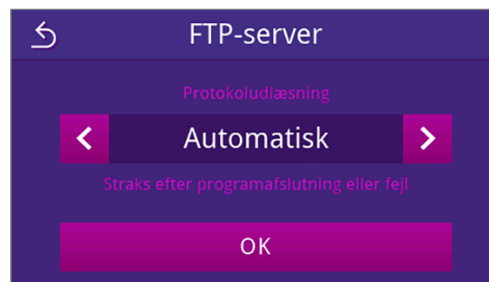 FTP-server
Protokoludlæsning
Automatisk
Straks efter programafslutning eller fejl
OK